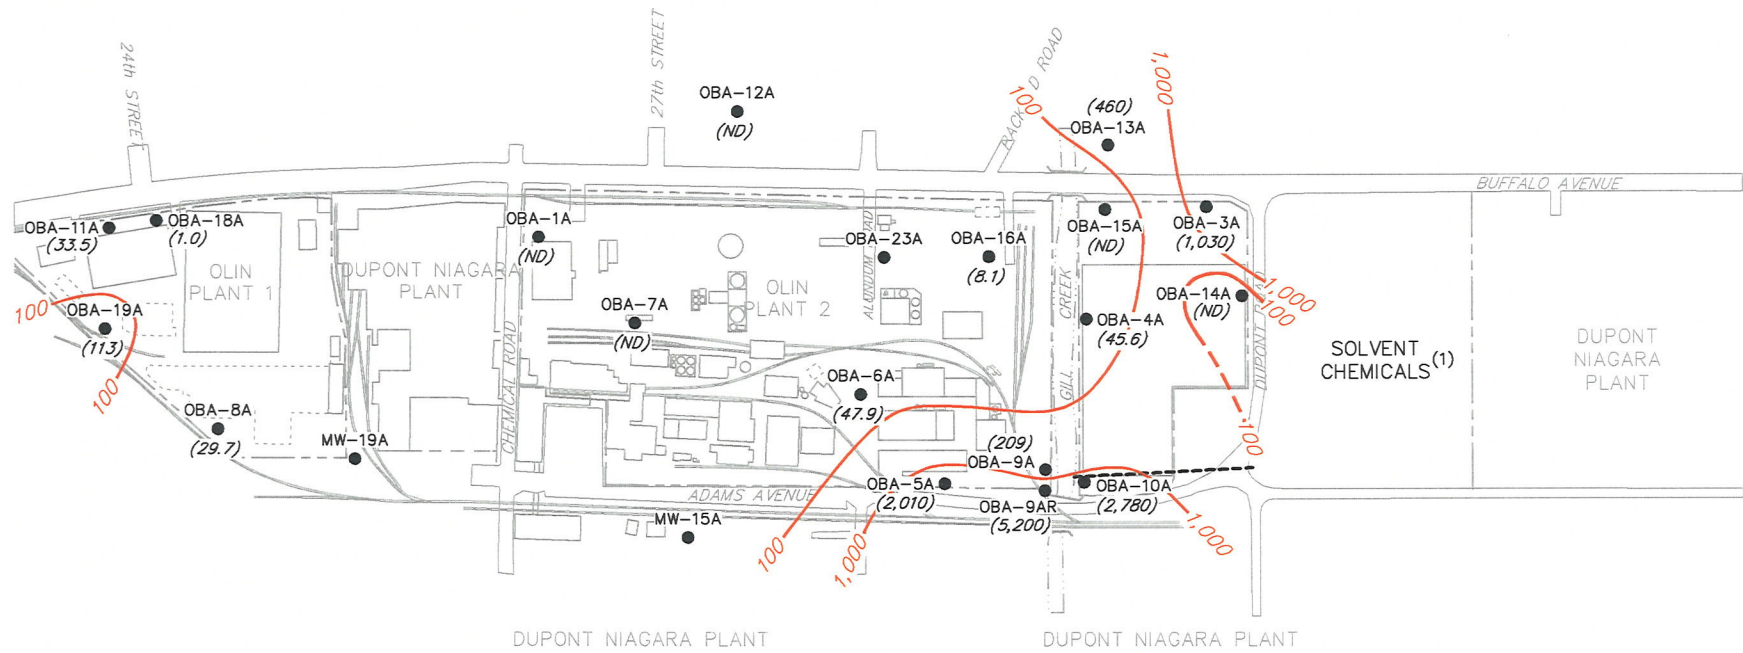 24th STREET
27th STREET
OBA-12A
(ND)
100
ROAD
1,000
(460)
OBA-13A
BUFFALO AVENUE
OBA-11A
(33.5)
OBA-18A
(1.0)
OBA-1A
(ND)
ALUNDUM ROAD
OBA-23A
OBA-16A
(8.1)
OBA-15A
(ND)
OBA-3A
(1,030)
OLIN
PLANT 1
DUPONT NIAGARA
PLANT
OLIN
PLANT 2
GILL CREEK
OBA-14A
(ND)
1,000
100
DUPONT ROAD
100
OBA-19A
(113)
OBA-7A
(ND)
OBA-4A
(45.6)
SOLVENT
CHEMICALS(1)
DUPONT
NIAGARA
PLANT
100
CHEMICAL ROAD
OBA-6A
(47.9)
OBA-8A
(29.7)
MW-19A
(209)
OBA-9A
100
ADAMS AVENUE
OBA-5A
(2,010)
OBA-9AR
(5,200)
OBA-10A
(2,780)
MW-15A
100
1,000
1,000
DUPONT NIAGARA PLANT
DUPONT NIAGARA PLANT